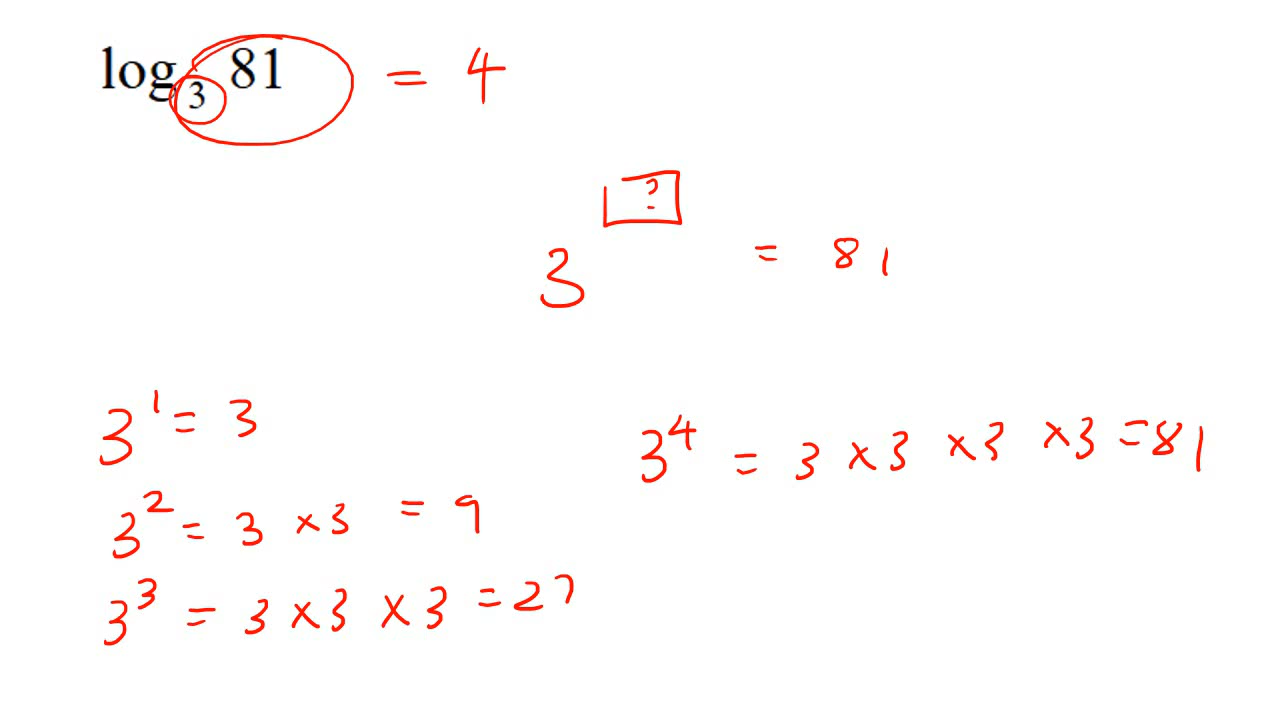 log₃ 81 = 4
3^[?] = 81
3¹ = 3
3² = 3 × 3 = 9
3³ = 3 × 3 × 3 = 27
3⁴ = 3 × 3 × 3 × 3 = 81